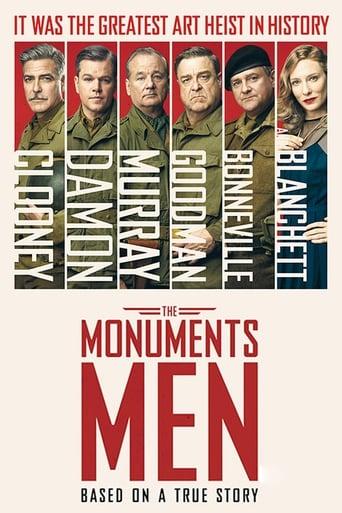 IT WAS THE GREATEST ART HEIST IN HISTORY
CLOONEY
DAMON
MURRAY
GOODMAN
BONNEVILLE
AND BLANCHETT
THE
MONUMENTS
MEN
BASED ON A TRUE STORY